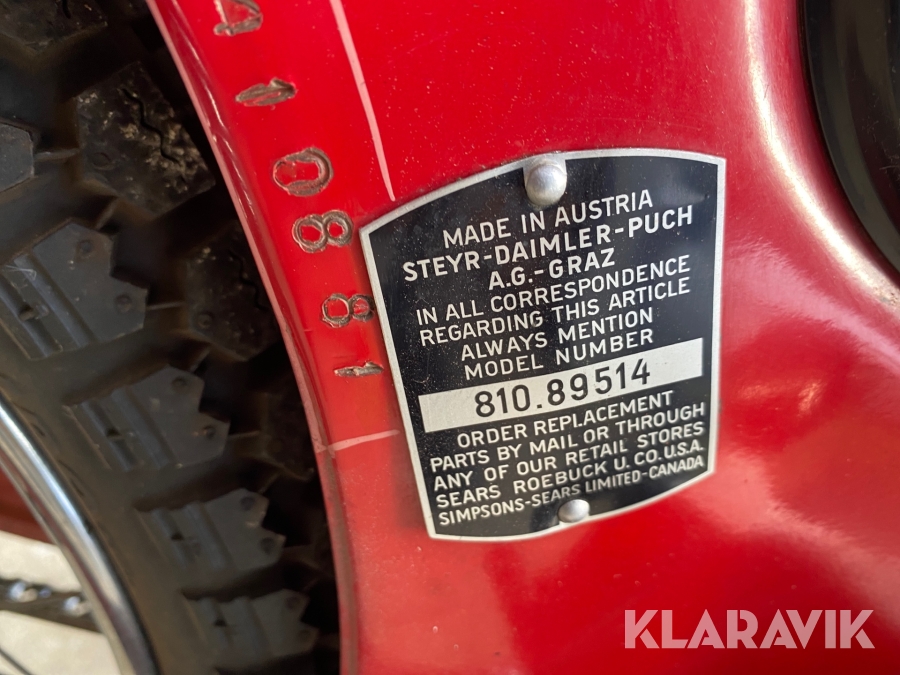 410881
MADE IN AUSTRIA
STEYR-DAIMLER-PUCH
A.G.-GRAZ
IN ALL CORRESPONDENCE
REGARDING THIS ARTICLE
ALWAYS MENTION
MODEL NUMBER
810.89514
ORDER REPLACEMENT
PARTS BY MAIL OR THROUGH
ANY OF OUR RETAIL STORES
SEARS ROEBUCK U. CO. U.S.A.
SIMPSONS-SEARS LIMITED-CANADA
KLARAVIK